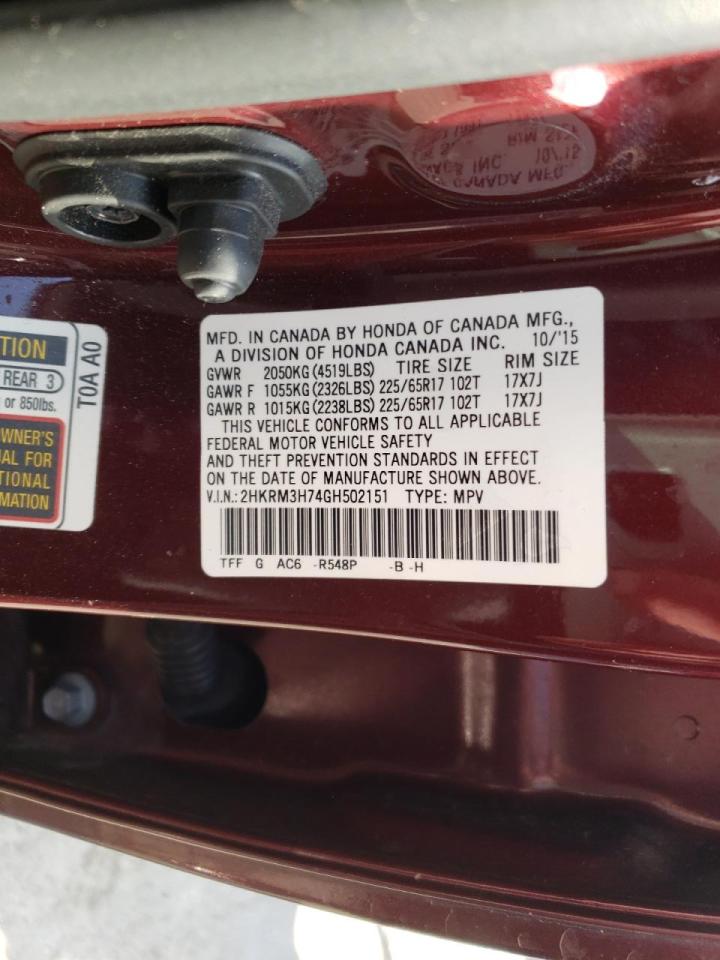 MFD. IN CANADA BY HONDA OF CANADA MFG.,
A DIVISION OF HONDA CANADA INC. 10/'15
GVWR 2050KG(4519LBS) TIRE SIZE RIM SIZE
GAWR F 1055KG(2326LBS) 225/65R17 102T 17X7J
GAWR R 1015KG(2238LBS) 225/65R17 102T 17X7J
THIS VEHICLE CONFORMS TO ALL APPLICABLE
FEDERAL MOTOR VEHICLE SAFETY
AND THEFT PREVENTION STANDARDS IN EFFECT
ON THE DATE OF MANUFACTURE SHOWN ABOVE.
V.I.N.:2HKRM3H74GH502151 TYPE: MPV
TFF G AC6 -R548P -B -H
TION
REAR 3
or 850lbs.
OWNER'S
UAL FOR
TIONAL
MATION
T0A A0